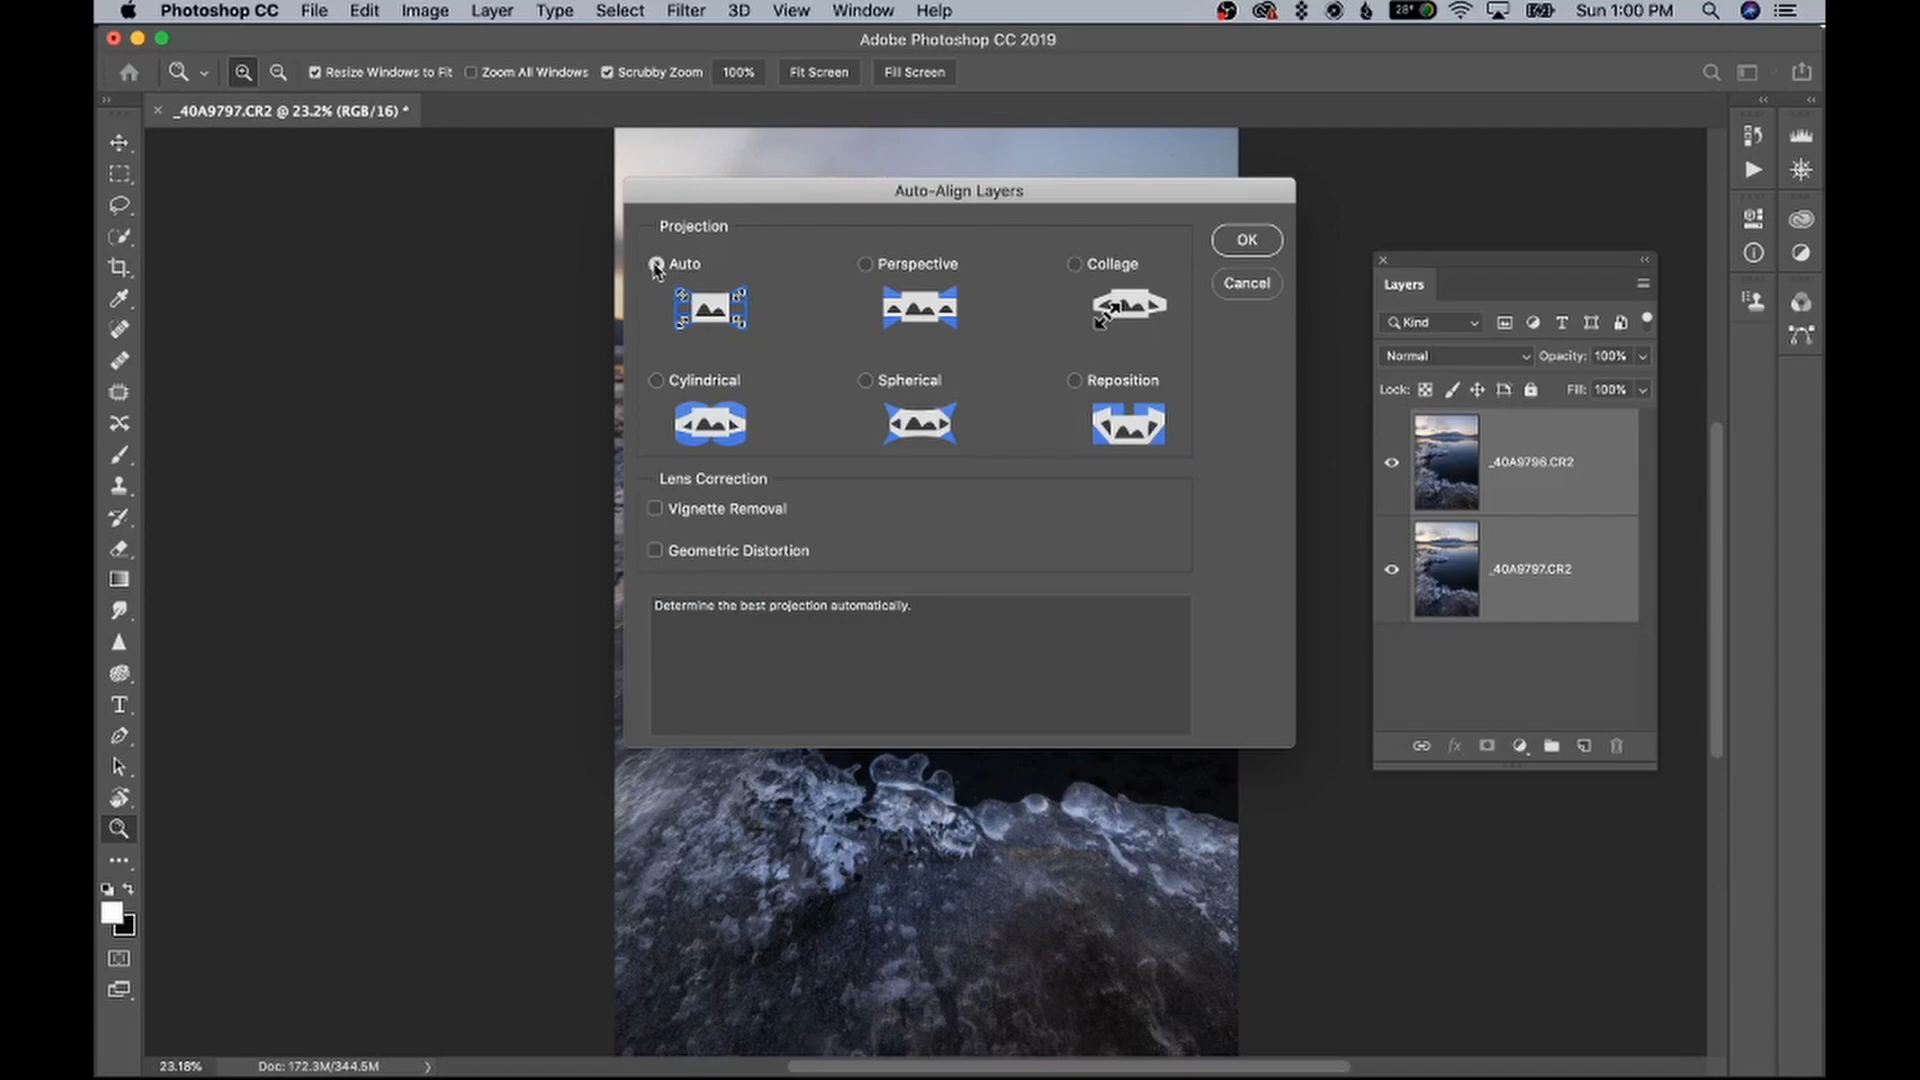 Photoshop CC File Edit Image Layer Type Select Filter 3D View Window Help 28° Sun 1:00 PM
Adobe Photoshop CC 2019
Resize Windows to Fit Zoom All Windows Scrubby Zoom 100% Fit Screen Fill Screen
_40A9797.CR2 @ 23.2% (RGB/16) *
Auto-Align Layers
Projection
OK
Auto Perspective Collage
Cancel
Cylindrical Spherical Reposition
Lens Correction
Vignette Removal
Geometric Distortion
Determine the best projection automatically.
Layers
Kind
Normal Opacity: 100%
Lock: Fill: 100%
_40A9796.CR2
_40A9797.CR2
fx
23.18% Doc: 172.3M/344.5M